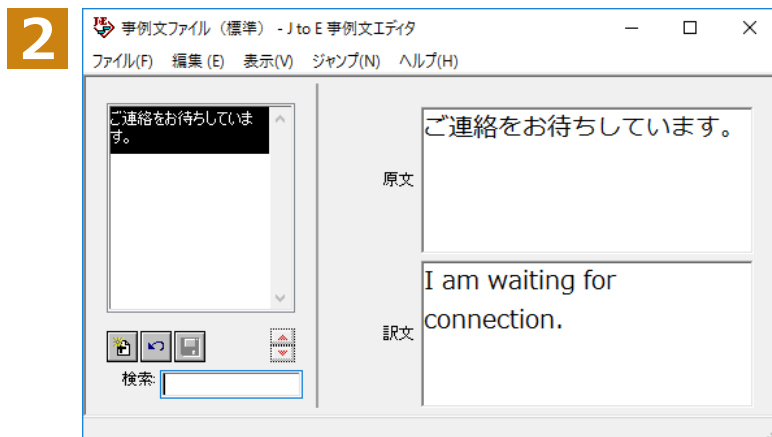 2
事例文ファイル（標準） - J to E 事例文エディタ
ファイル(F) 編集(E) 表示(V) ジャンプ(N) ヘルプ(H)
ご連絡をお待ちしていま
す。
原文
ご連絡をお待ちしています。
訳文
I am waiting for
connection.
検索: